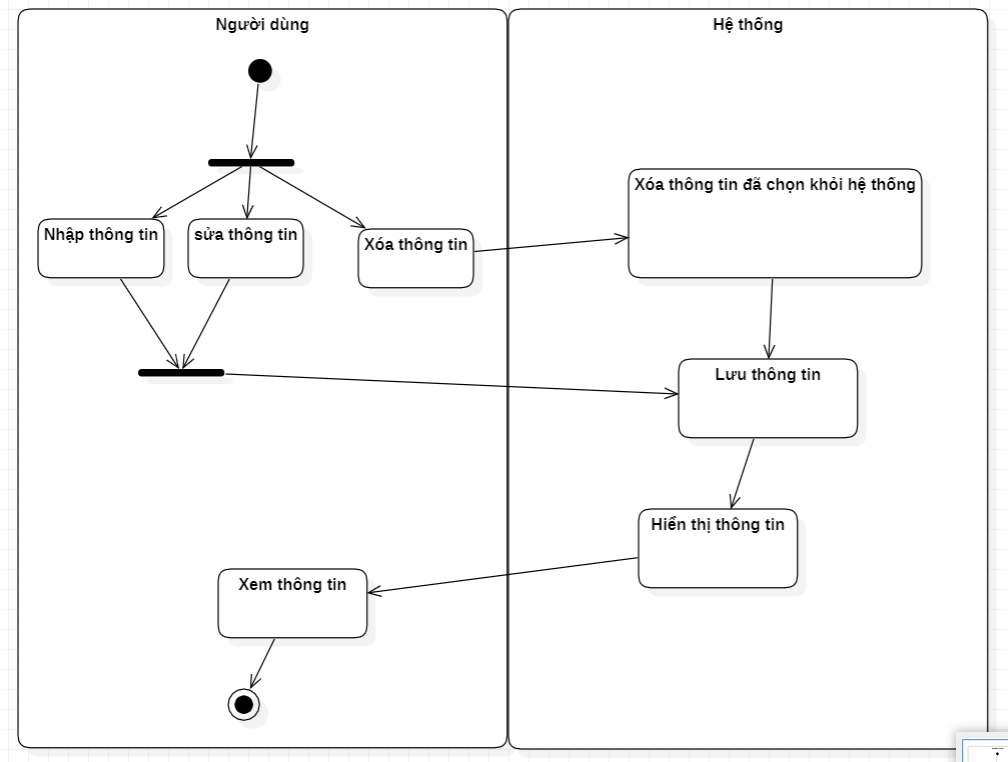 Người dùng
Hệ thống
Xóa thông tin đã chọn khỏi hệ thống
Nhập thông tin
sửa thông tin
Xóa thông tin
Lưu thông tin
Hiển thị thông tin
Xem thông tin